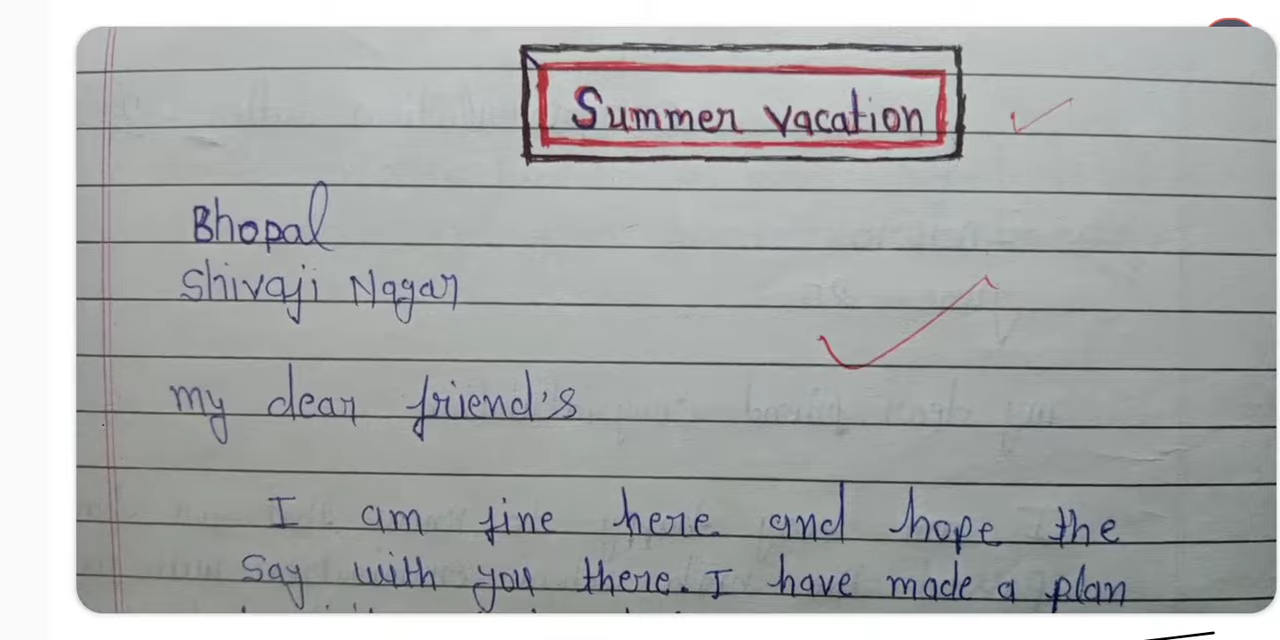 Summer vacation
Bhopal
Shivaji Nagar
my dear friend's
I am fine here and hope the
Say with you there. I have made a plan